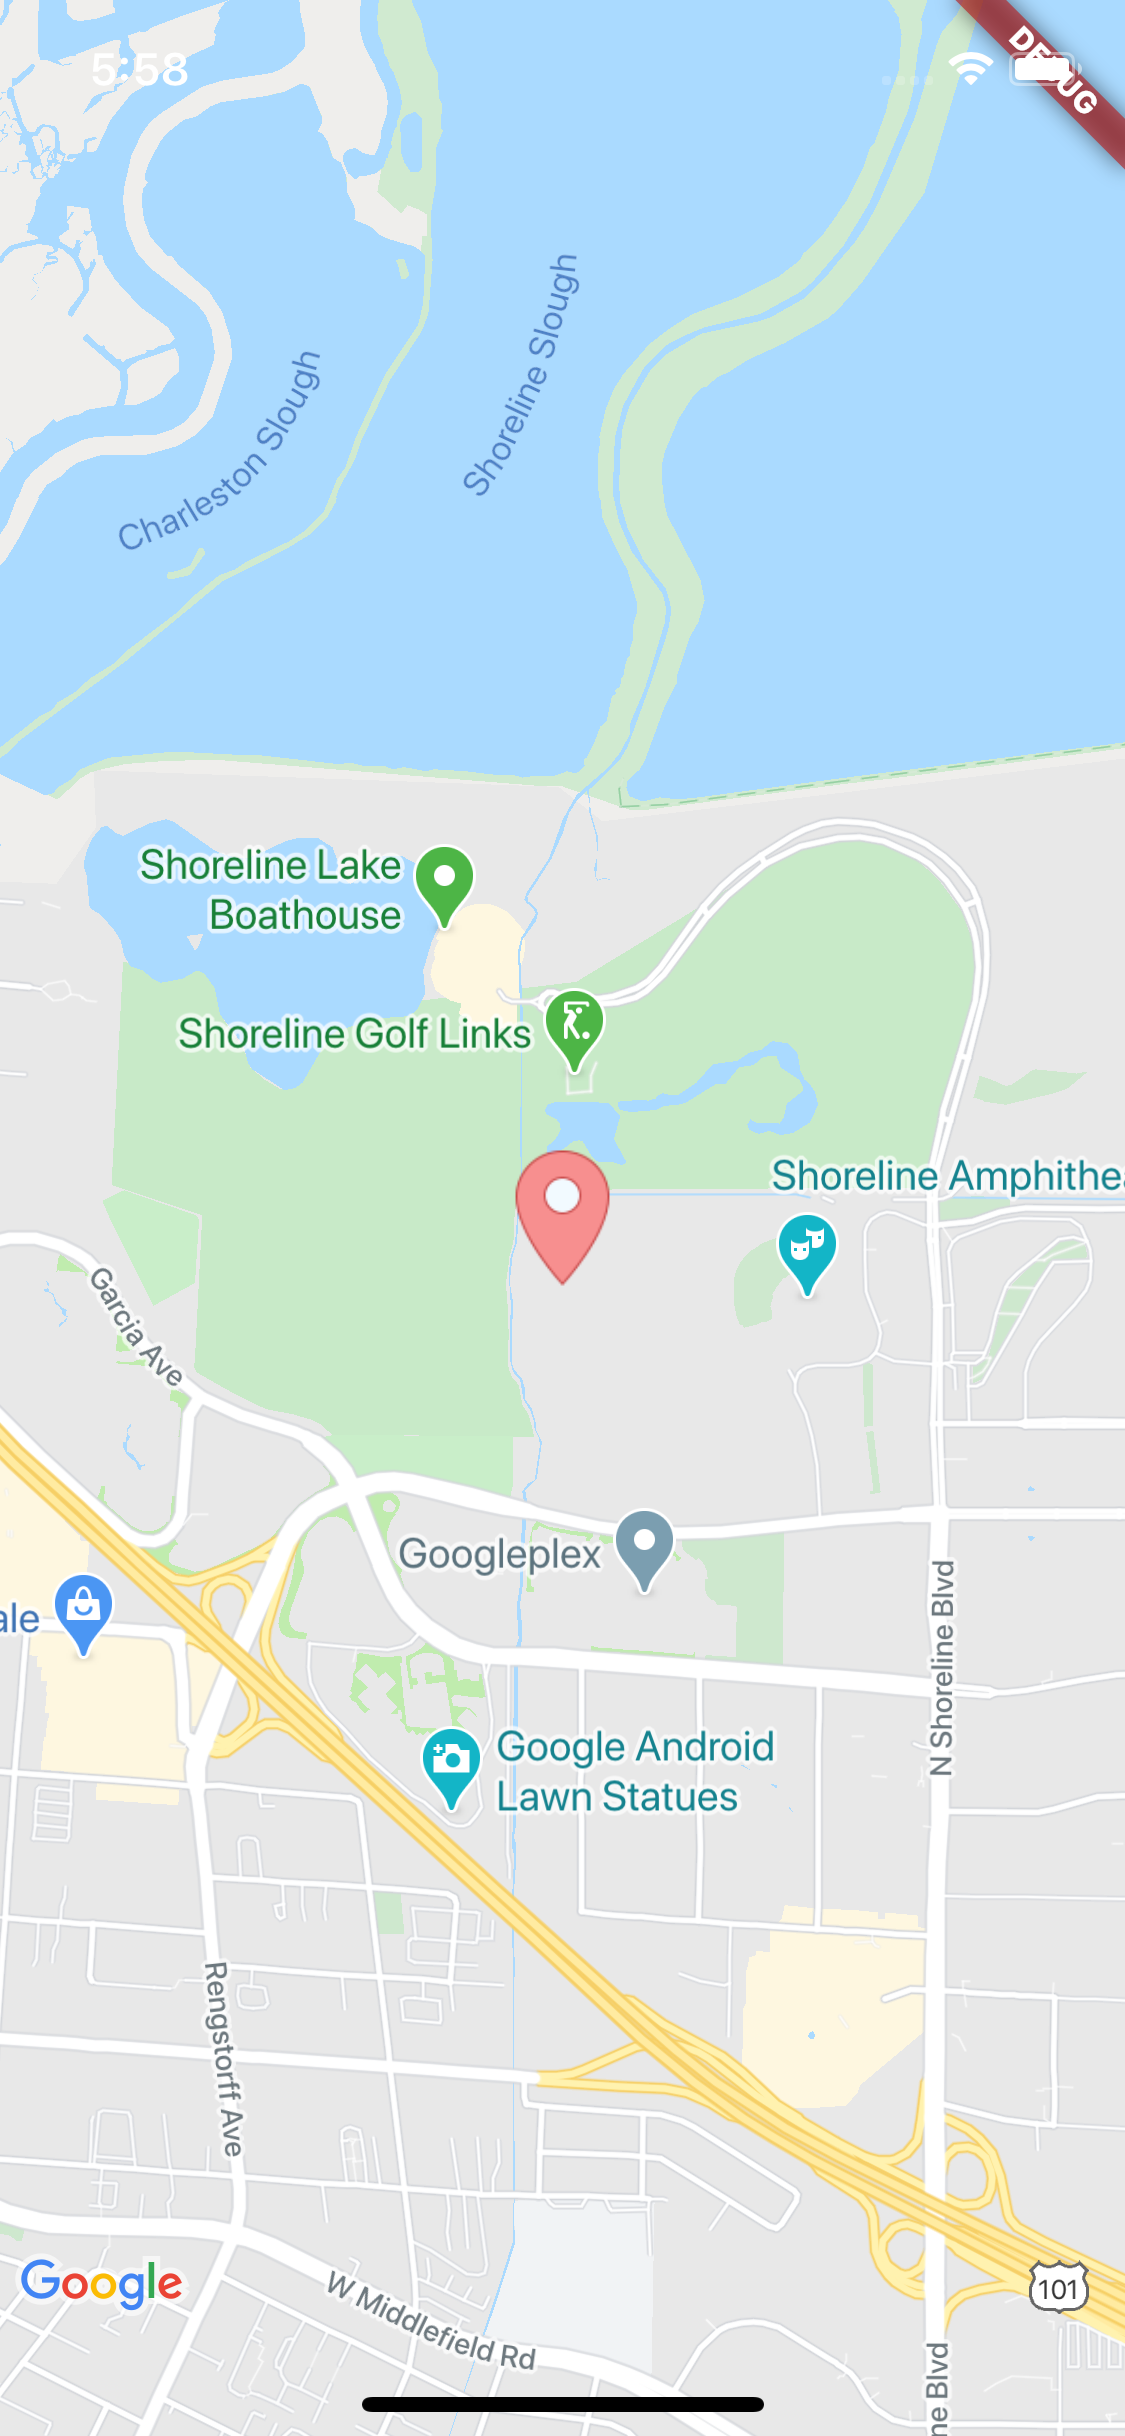 5:58
DEBUG
Charleston Slough
Shoreline Slough
Shoreline Lake
Boathouse
Shoreline Golf Links
Shoreline Amphithea
Garcia Ave
Googleplex
ale
N Shoreline Blvd
Google Android
Lawn Statues
Rengstorff Ave
Google
W Middlefield Rd
101
ne Blvd